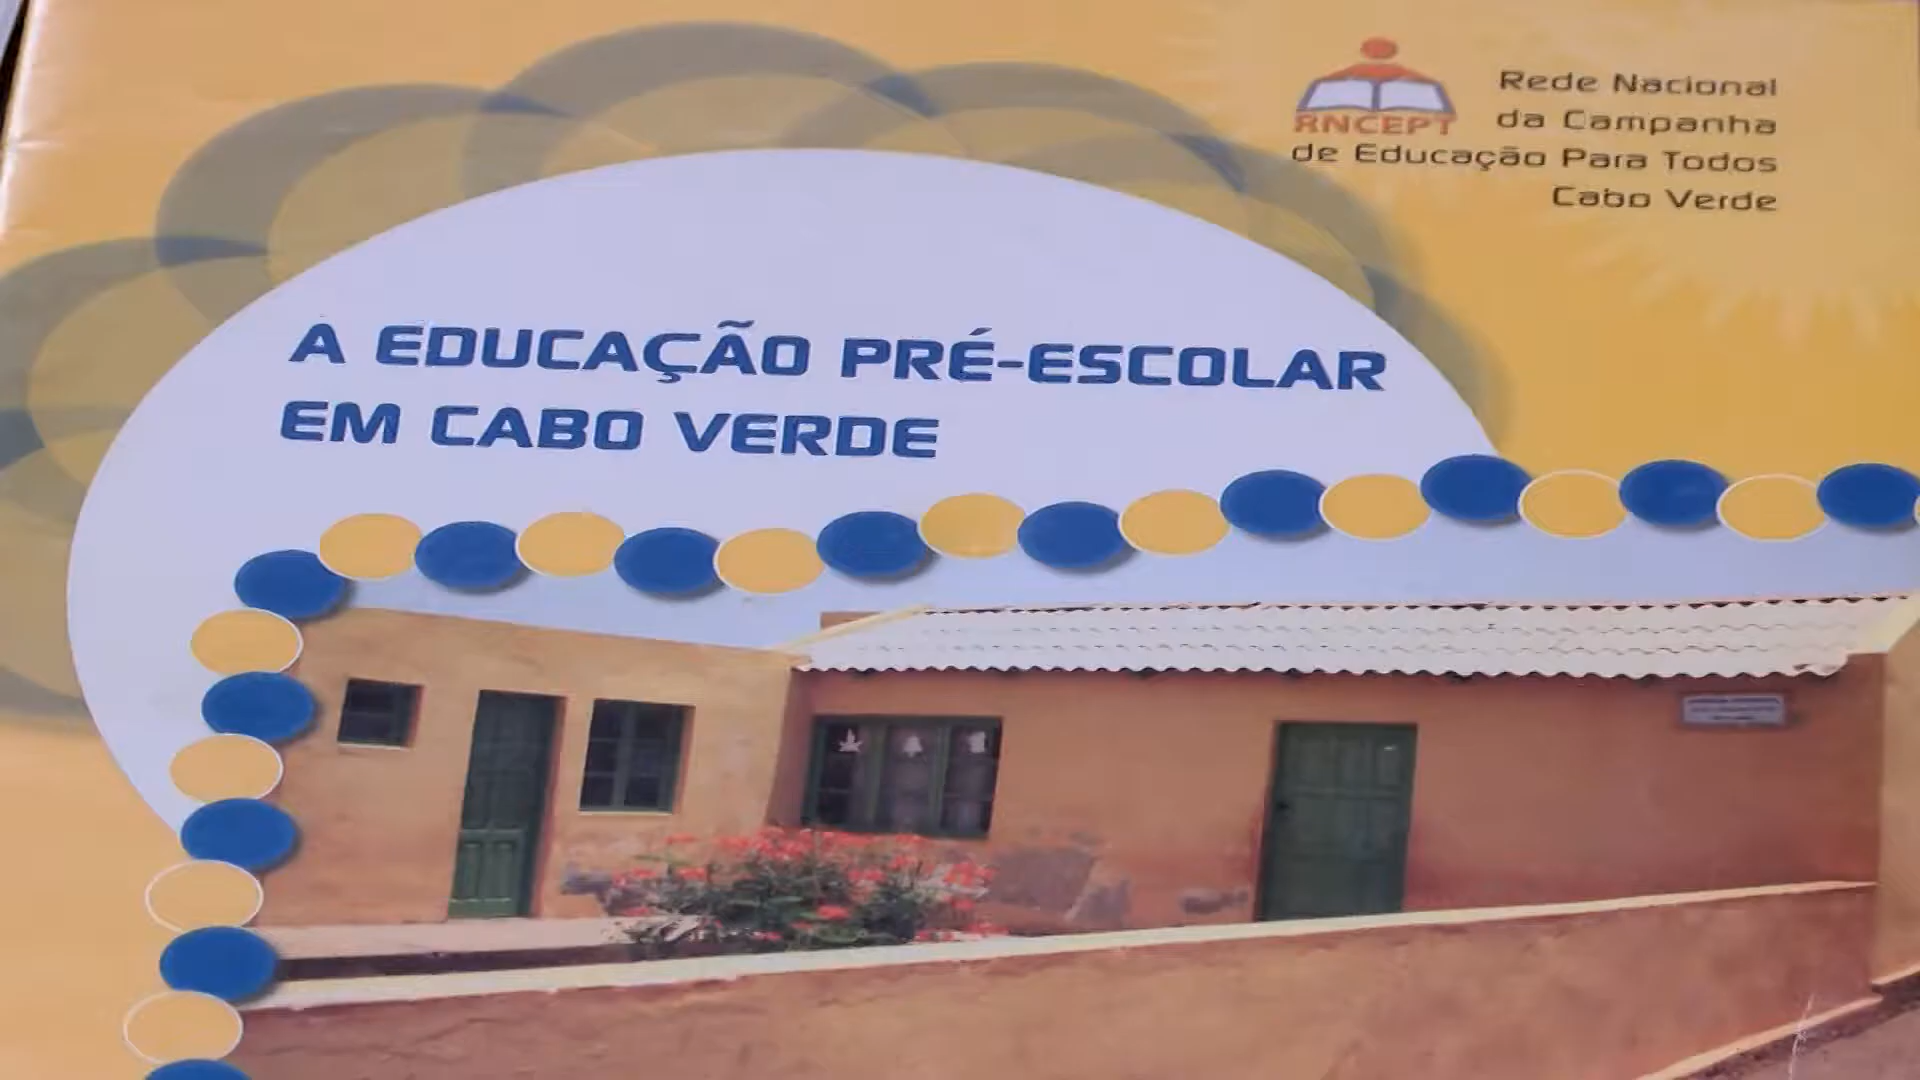 RNCEPT
Rede Nacional
da Campanha
de Educação Para Todos
Cabo Verde
A EDUCAÇÃO PRÉ-ESCOLAR
EM CABO VERDE